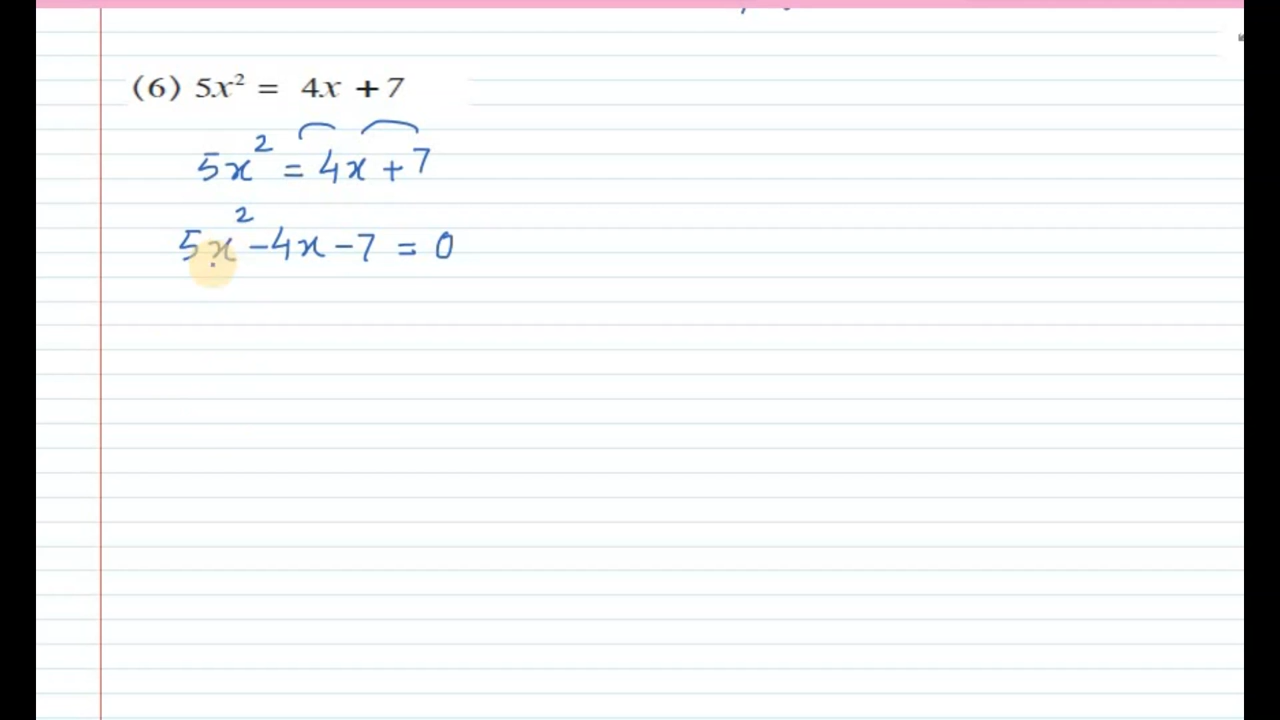 (6) 5x² = 4x + 7
5x² = 4x + 7
5x² - 4x - 7 = 0